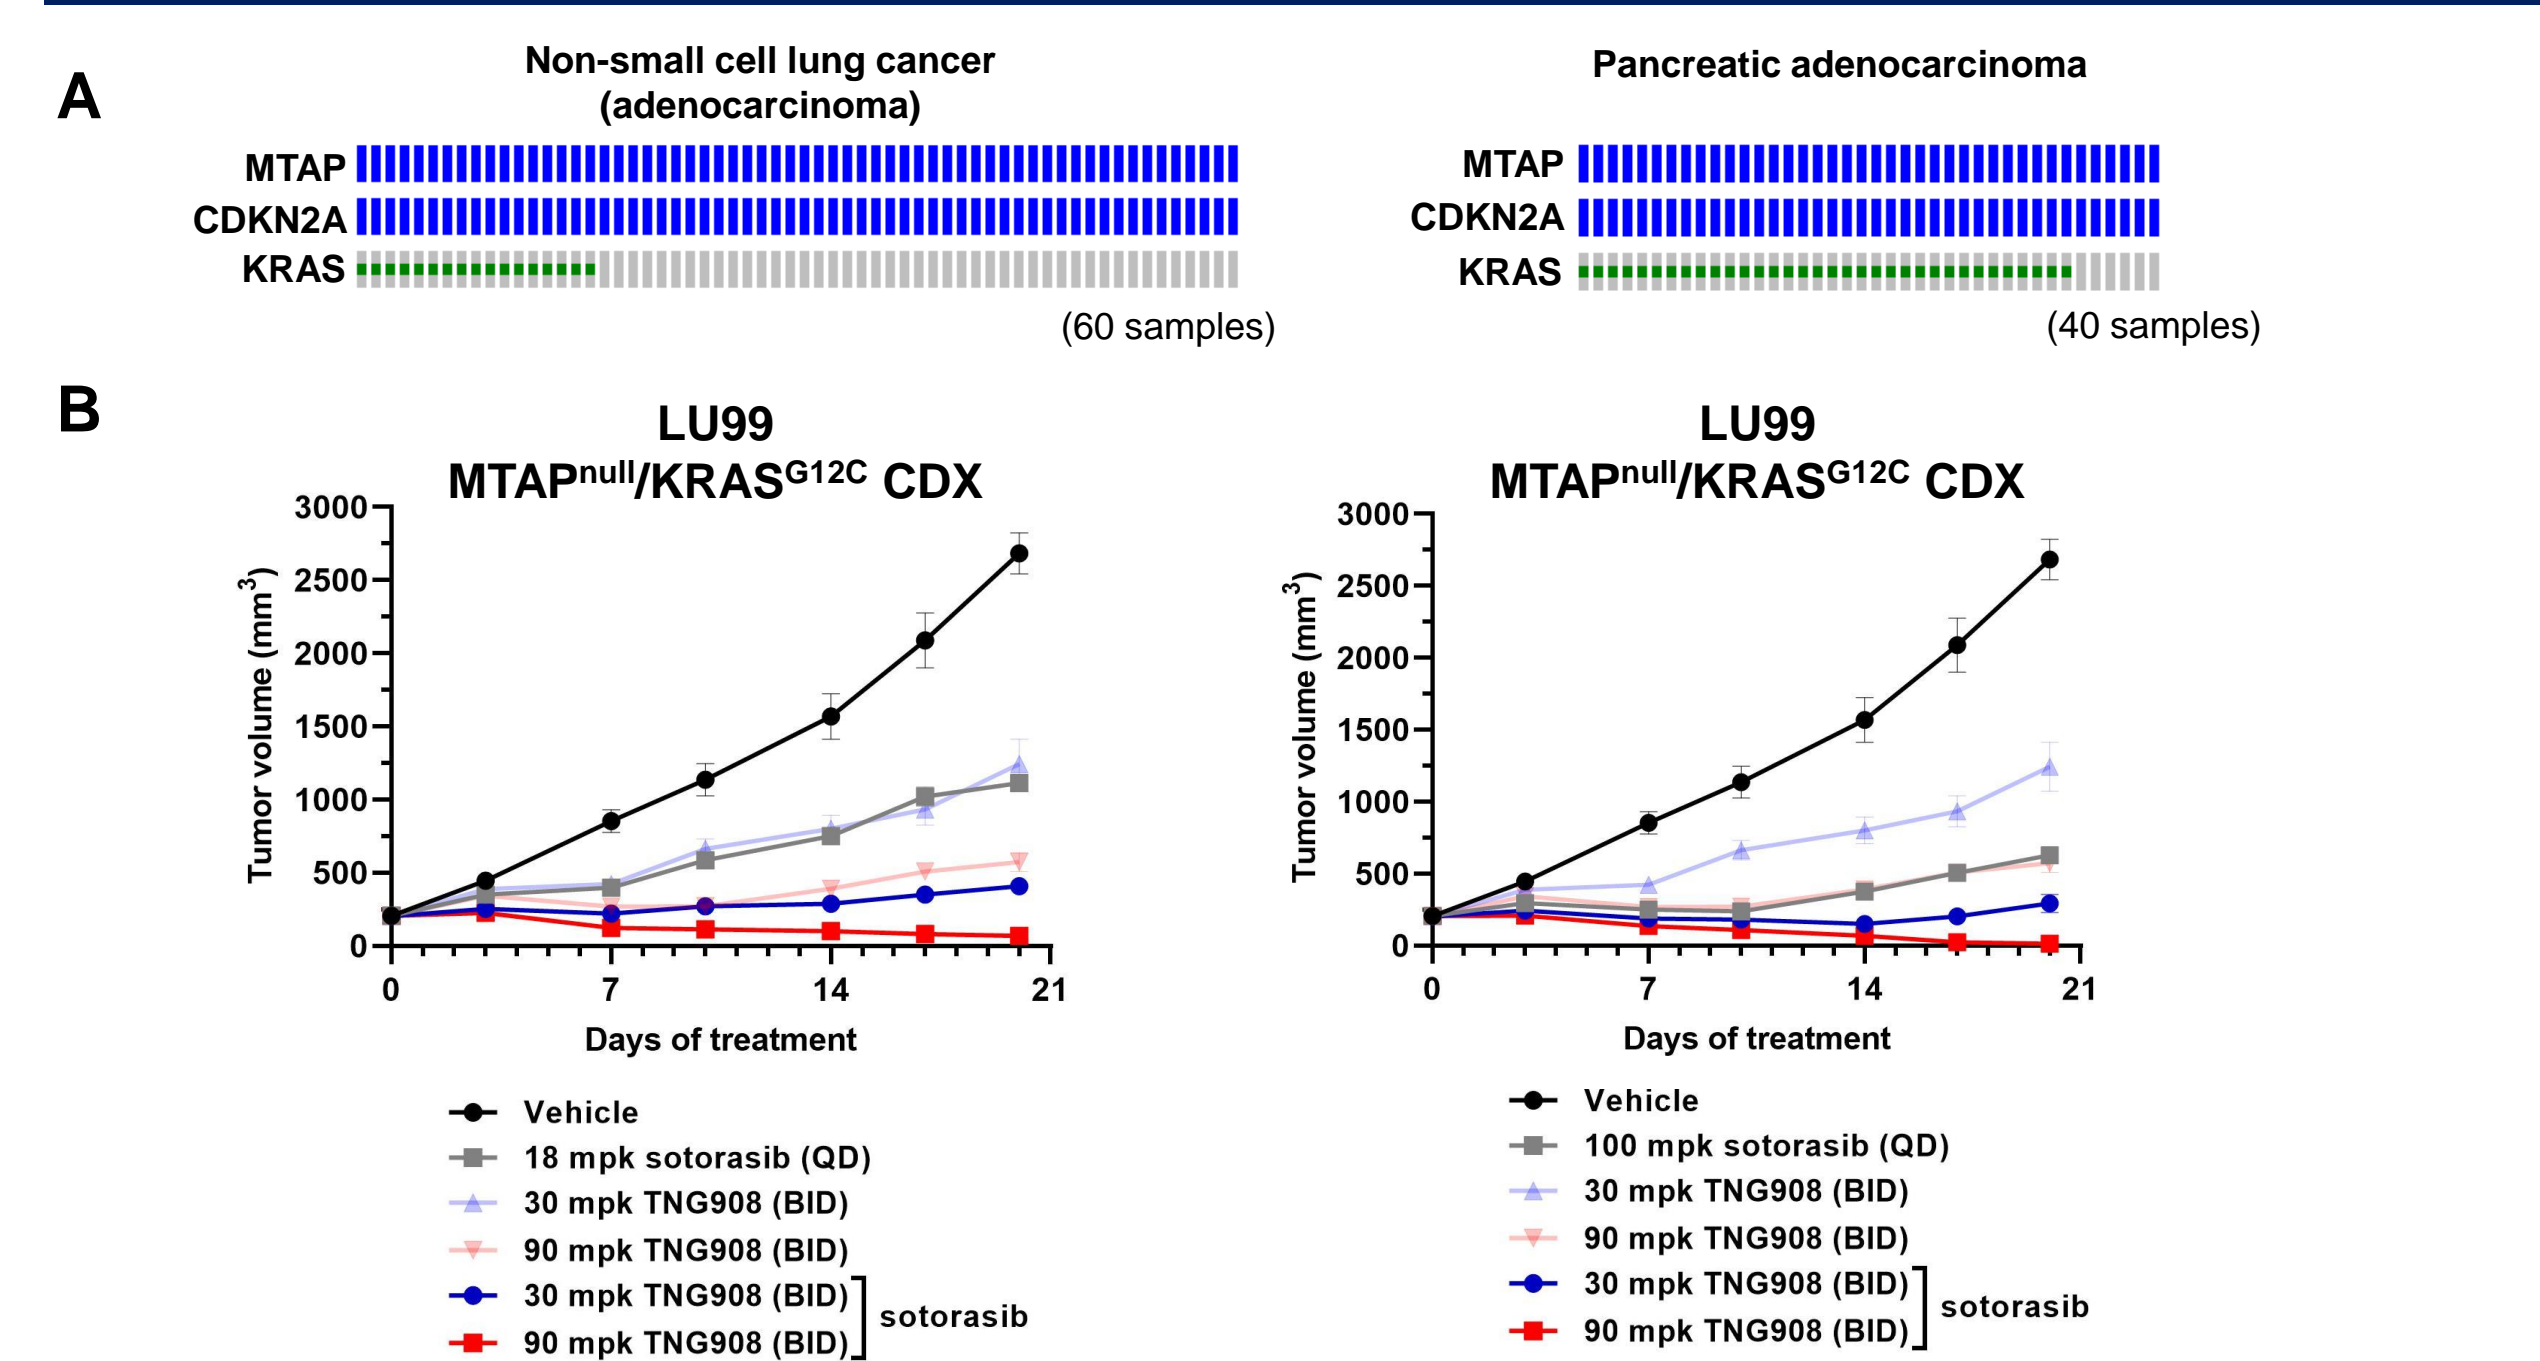 A
Non-small cell lung cancer
(adenocarcinoma)
MTAP
CDKN2A
KRAS
(60 samples)
Pancreatic adenocarcinoma
MTAP
CDKN2A
KRAS
(40 samples)
B
LU99
MTAPnull/KRASG12C CDX
Tumor volume (mm3)
3000
2500
2000
1500
1000
500
0
0 7 14 21
Days of treatment
Vehicle
18 mpk sotorasib (QD)
30 mpk TNG908 (BID)
90 mpk TNG908 (BID)
30 mpk TNG908 (BID)
90 mpk TNG908 (BID)
sotorasib
LU99
MTAPnull/KRASG12C CDX
Tumor volume (mm3)
3000
2500
2000
1500
1000
500
0
0 7 14 21
Days of treatment
Vehicle
100 mpk sotorasib (QD)
30 mpk TNG908 (BID)
90 mpk TNG908 (BID)
30 mpk TNG908 (BID)
90 mpk TNG908 (BID)
sotorasib